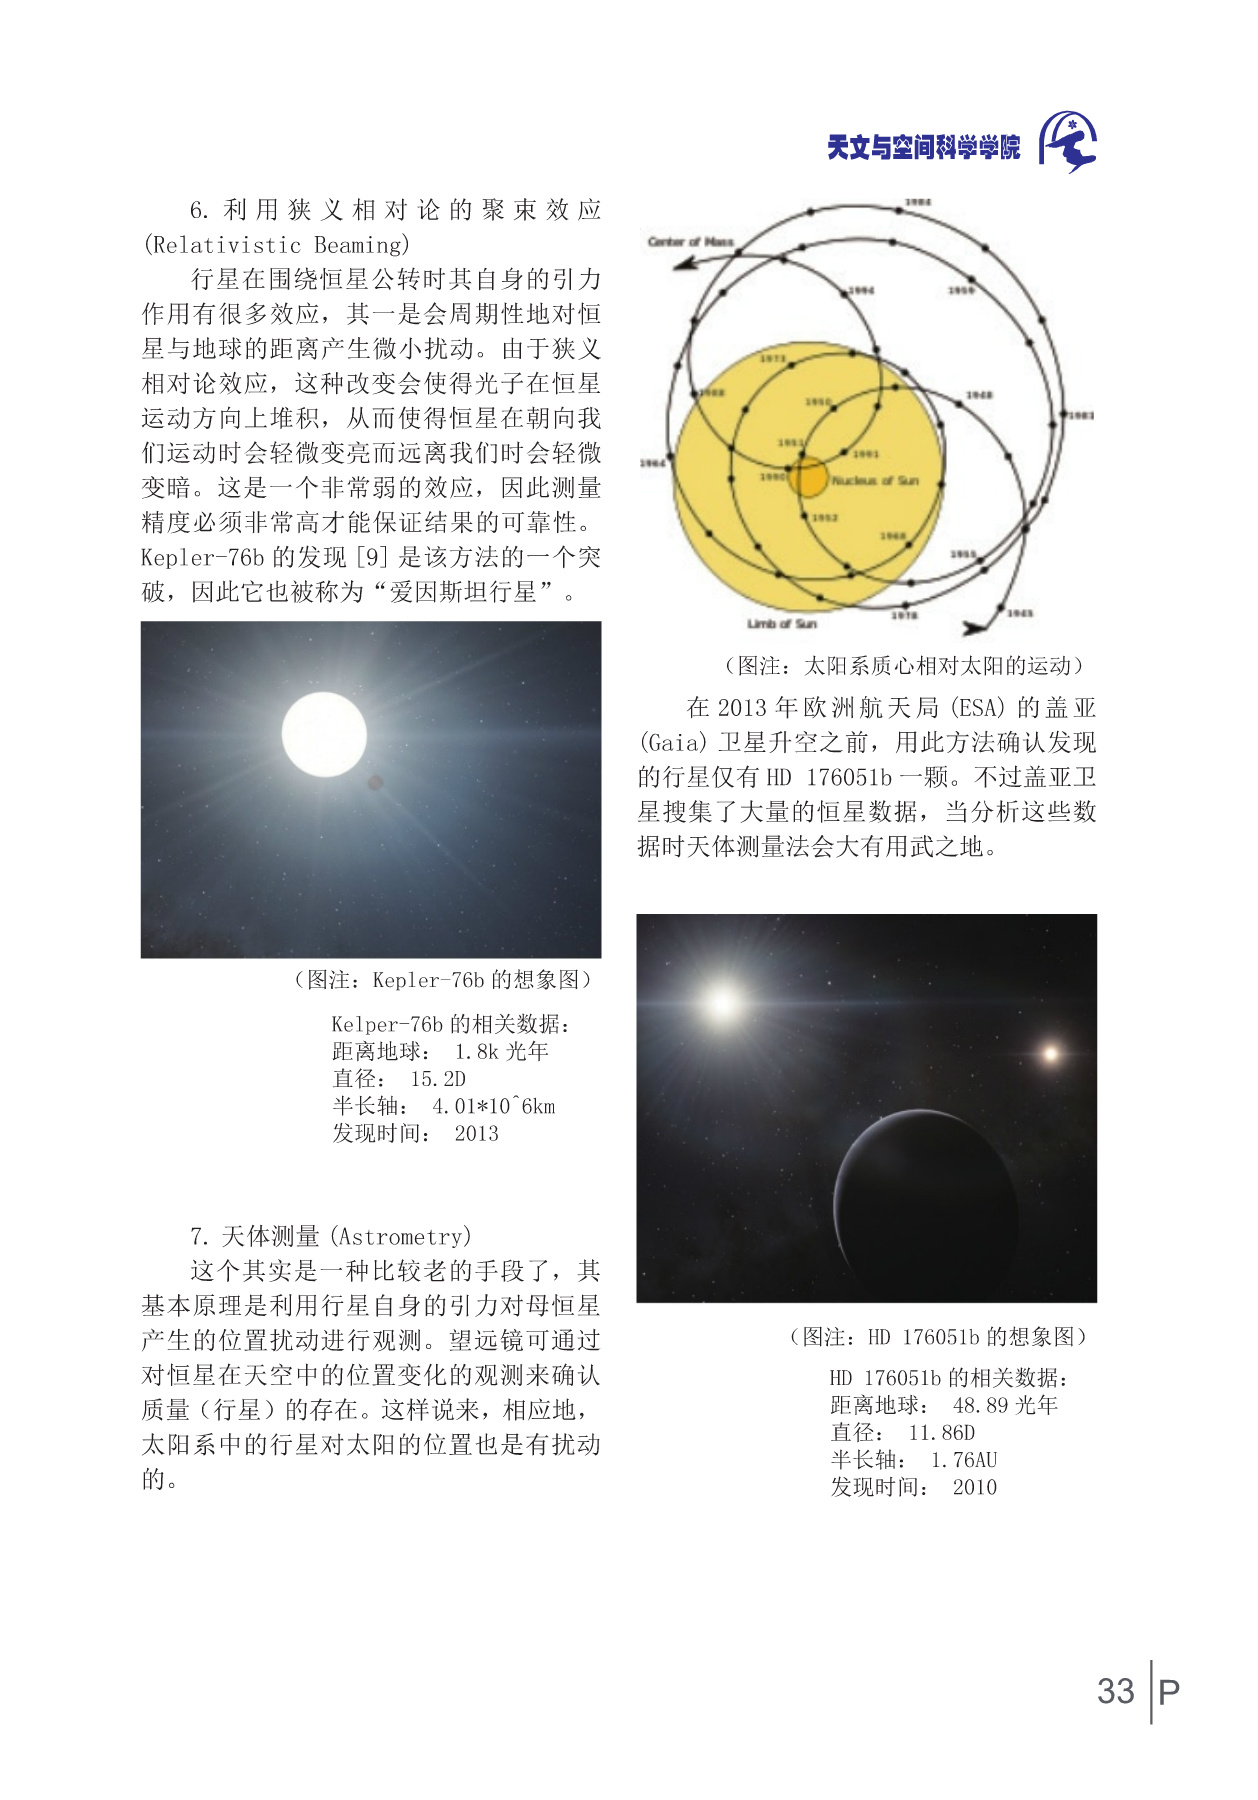 天文与空间科学学院
6. 利用狭义相对论的聚束效应
(Relativistic Beaming)
行星在围绕恒星公转时其自身的引力
作用有很多效应，其一是会周期性地对恒
星与地球的距离产生微小扰动。由于狭义
相对论效应，这种改变会使得光子在恒星
运动方向上堆积，从而使得恒星在朝向我
们运动时会轻微变亮而远离我们时会轻微
变暗。这是一个非常弱的效应，因此测量
精度必须非常高才能保证结果的可靠性。
Kepler-76b 的发现 [9] 是该方法的一个突
破，因此它也被称为“爱因斯坦行星”。
（图注：Kepler-76b 的想象图）
Kelper-76b 的相关数据：
距离地球： 1.8k 光年
直径： 15.2D
半长轴： 4.01*10^6km
发现时间： 2013
7. 天体测量 (Astrometry)
这个其实是一种比较老的手段了，其
基本原理是利用行星自身的引力对母恒星
产生的位置扰动进行观测。望远镜可通过
对恒星在天空中的位置变化的观测来确认
质量（行星）的存在。这样说来，相应地，
太阳系中的行星对太阳的位置也是有扰动
的。
1984
Center of Mass
1994
1959
1973
1988
1950
1948
1981
1951
1991
1964
1990
Nucleus of Sun
1952
1968
1955
1978
1945
Limb of Sun
（图注：太阳系质心相对太阳的运动）
在 2013 年欧洲航天局 (ESA) 的盖亚
(Gaia) 卫星升空之前，用此方法确认发现
的行星仅有 HD 176051b 一颗。不过盖亚卫
星搜集了大量的恒星数据，当分析这些数
据时天体测量法会大有用武之地。
（图注：HD 176051b 的想象图）
HD 176051b 的相关数据：
距离地球： 48.89 光年
直径： 11.86D
半长轴： 1.76AU
发现时间： 2010
33 P